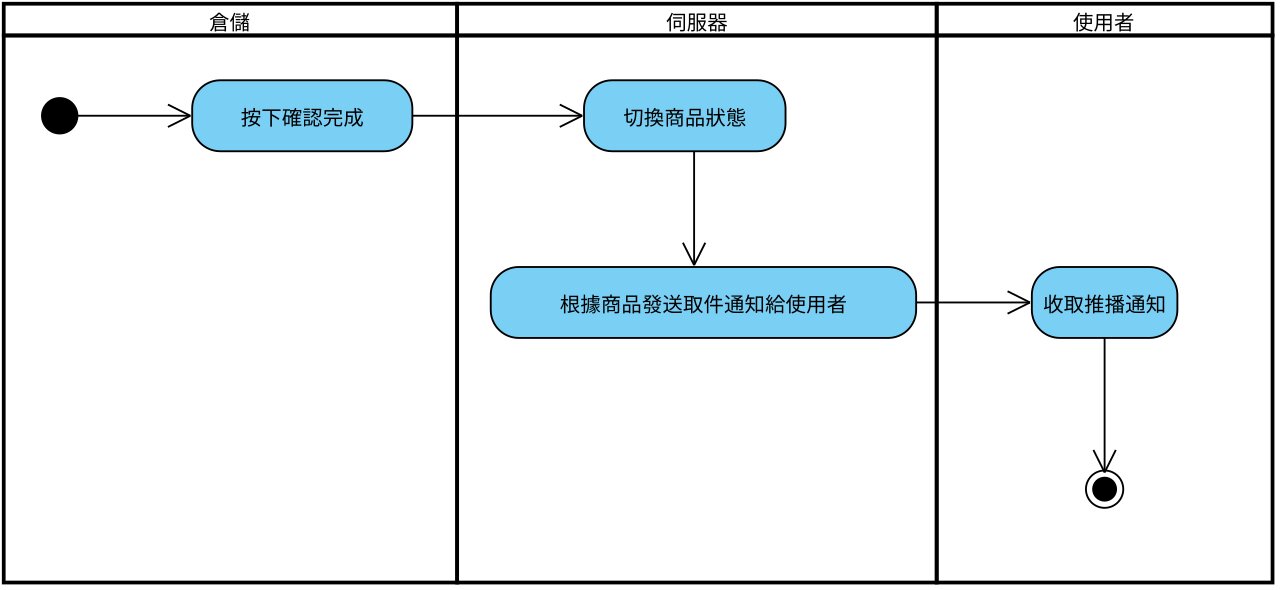 倉儲
伺服器
使用者
按下確認完成
切換商品狀態
根據商品發送取件通知給使用者
收取推播通知